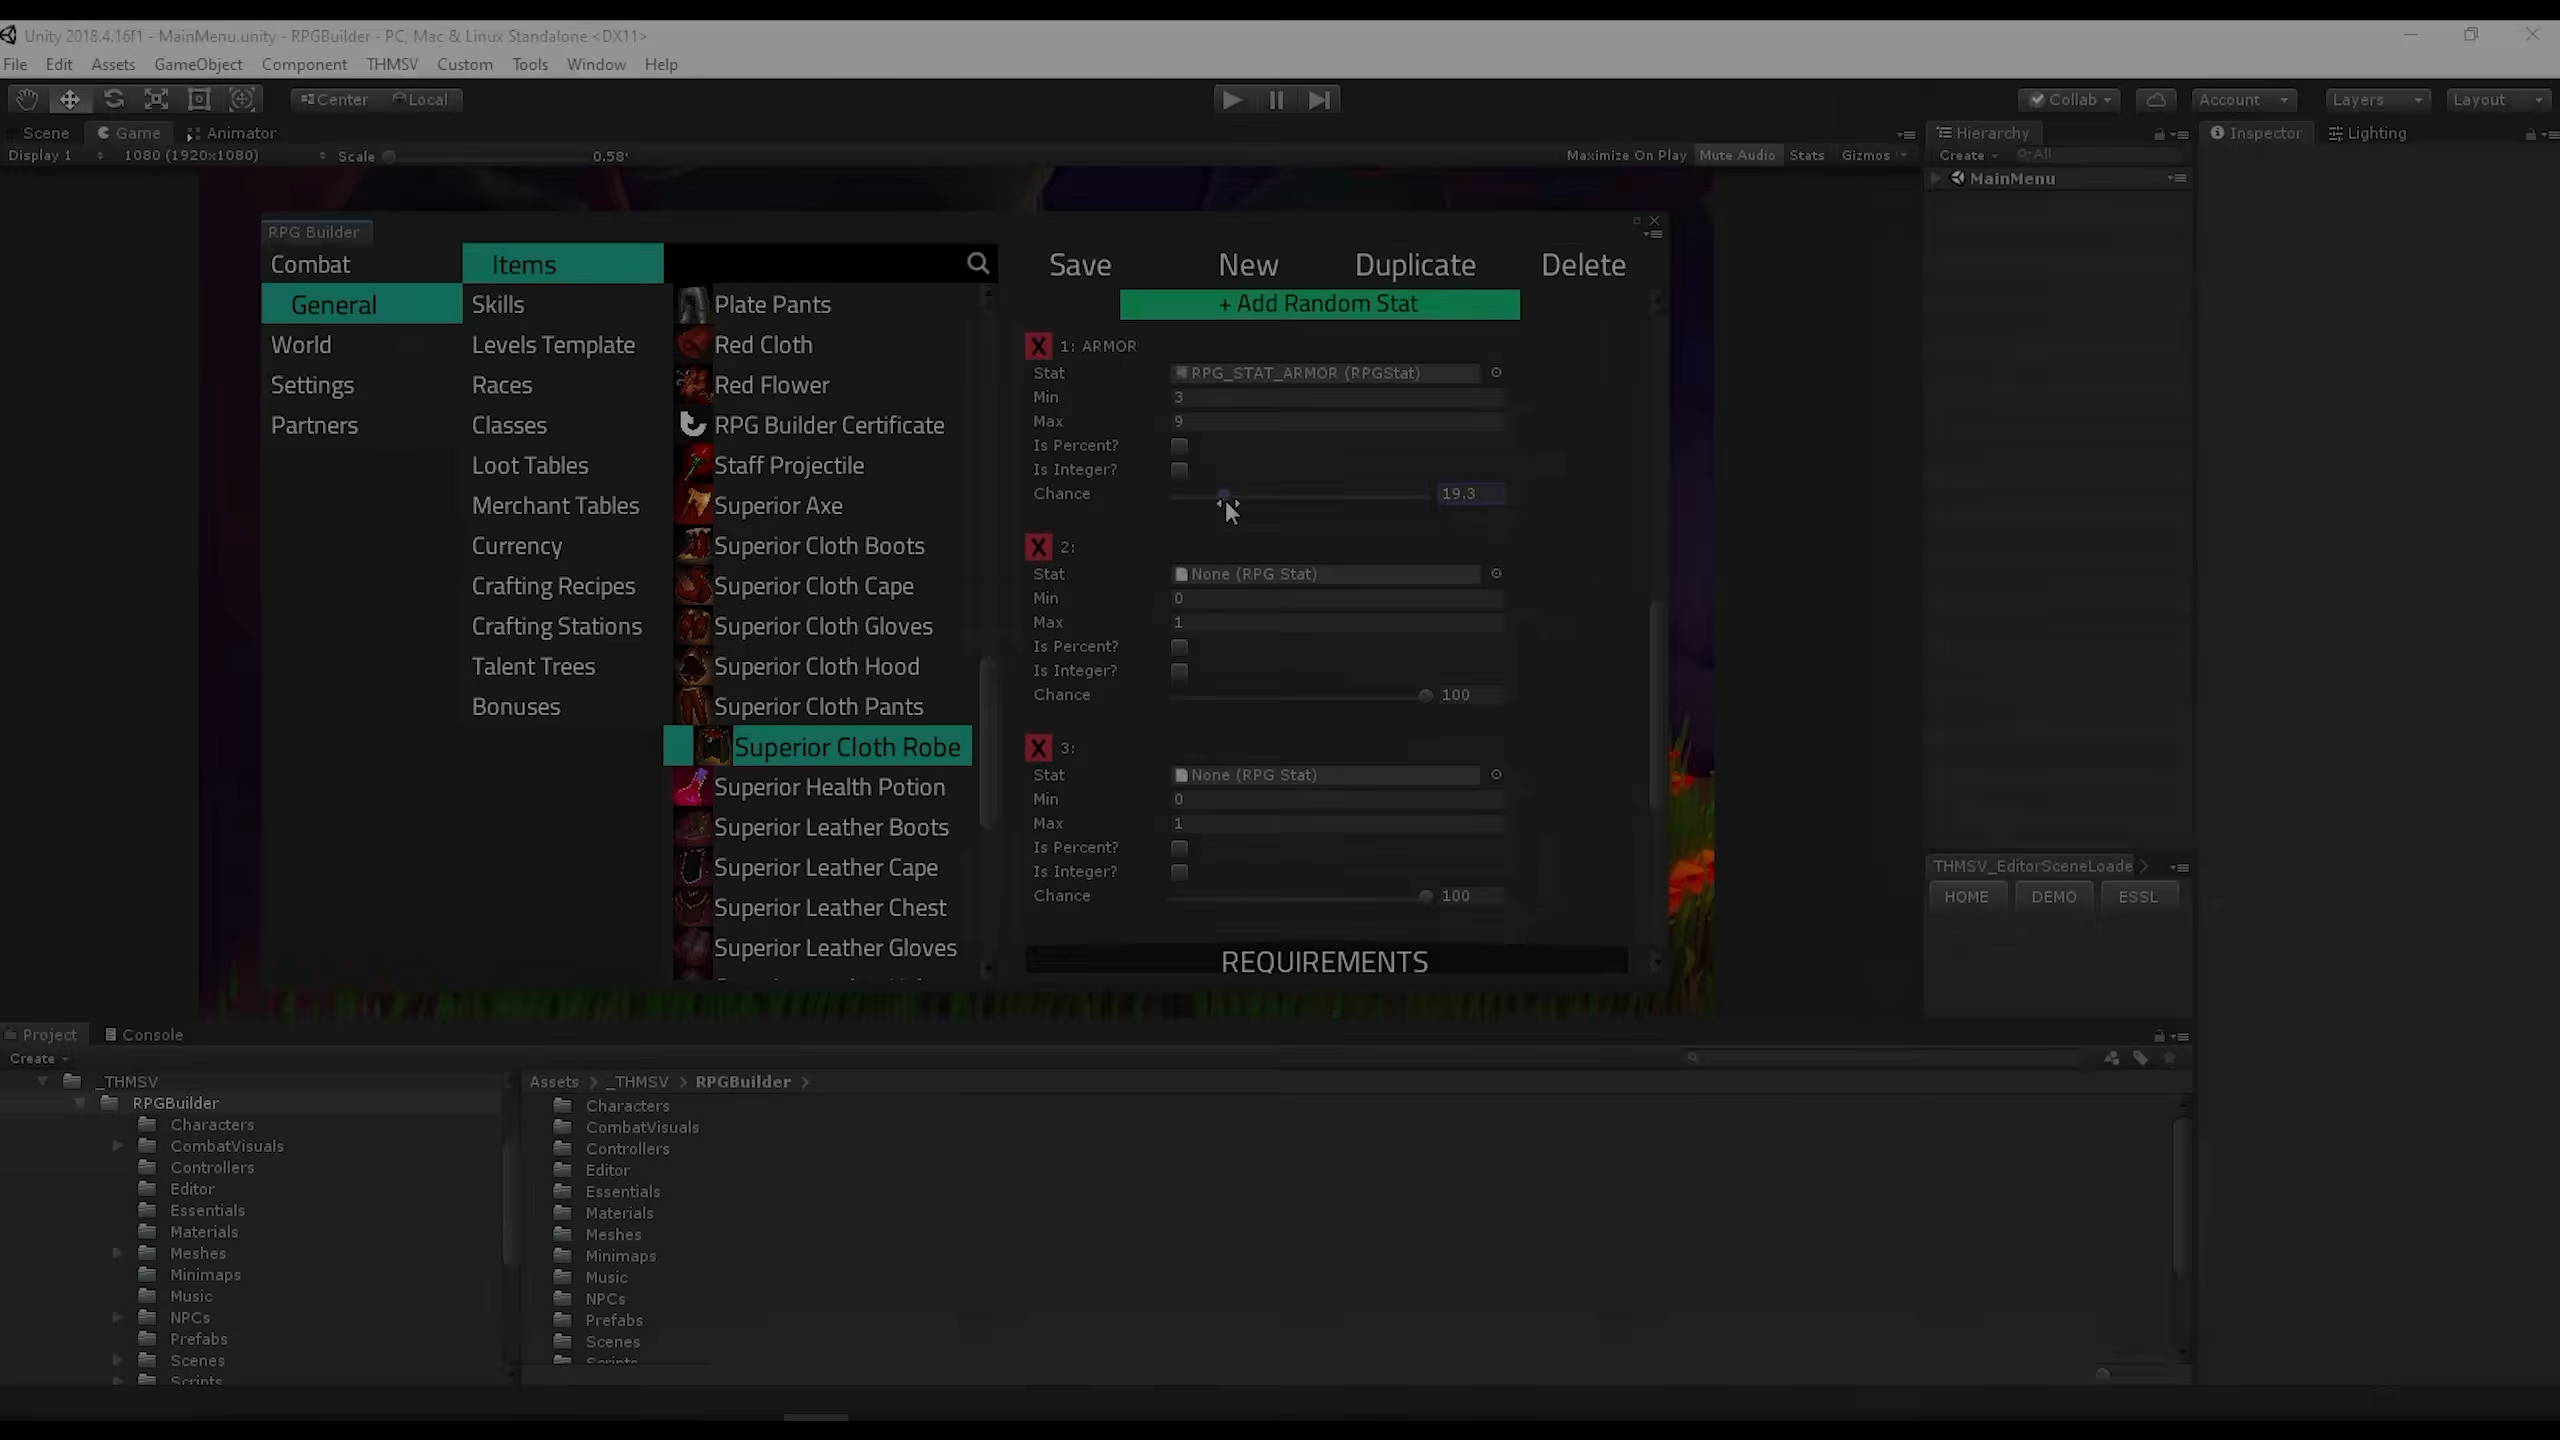 Unity 2018.4.16f1 - MainMenu.unity - RPGBuilder - PC, Mac & Linux Standalone <DX11>
File Edit Assets GameObject Component THMSV Custom Tools Window Help
Center Local Collab Account Layers Layout
Scene Game Animator Hierarchy Inspector Lighting
Display 1 1080 (1920x1080) Scale 0.58 Maximize On Play Mute Audio Stats Gizmos Create All
MainMenu
RPG Builder
Combat
General
World
Settings
Partners
Items
Skills
Levels Template
Races
Classes
Loot Tables
Merchant Tables
Currency
Crafting Recipes
Crafting Stations
Talent Trees
Bonuses
Plate Pants
Red Cloth
Red Flower
RPG Builder Certificate
Staff Projectile
Superior Axe
Superior Cloth Boots
Superior Cloth Cape
Superior Cloth Gloves
Superior Cloth Hood
Superior Cloth Pants
Superior Cloth Robe
Superior Health Potion
Superior Leather Boots
Superior Leather Cape
Superior Leather Chest
Superior Leather Gloves
Save New Duplicate Delete
+ Add Random Stat
X 1: ARMOR
Stat RPG_STAT_ARMOR (RPGStat)
Min 3
Max 9
Is Percent?
Is Integer?
Chance 19.3
X 2:
Stat None (RPG Stat)
Min 0
Max 1
Is Percent?
Is Integer?
Chance 100
X 3:
Stat None (RPG Stat)
Min 0
Max 1
Is Percent?
Is Integer?
Chance 100
REQUIREMENTS
THMSV_EditorSceneLoade
HOME DEMO ESSL
Project Console
Create
_THMSV
RPGBuilder
Characters
CombatVisuals
Controllers
Editor
Essentials
Materials
Meshes
Minimaps
Music
NPCs
Prefabs
Scenes
Scripts
Assets > _THMSV > RPGBuilder >
Characters
CombatVisuals
Controllers
Editor
Essentials
Materials
Meshes
Minimaps
Music
NPCs
Prefabs
Scenes
Scripts